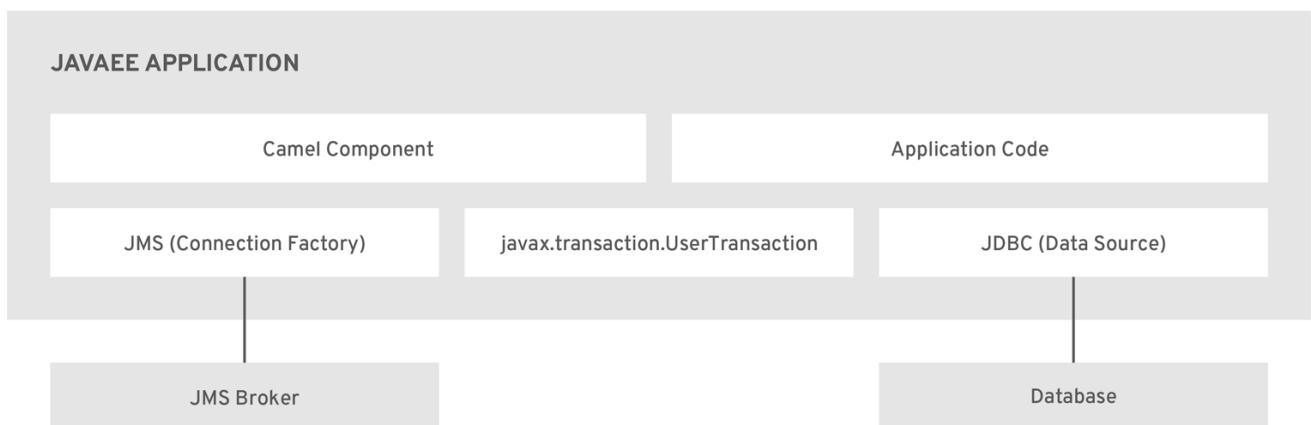 JAVAEE APPLICATION
Camel Component
Application Code
JMS (Connection Factory)
javax.transaction.UserTransaction
JDBC (Data Source)
JMS Broker
Database